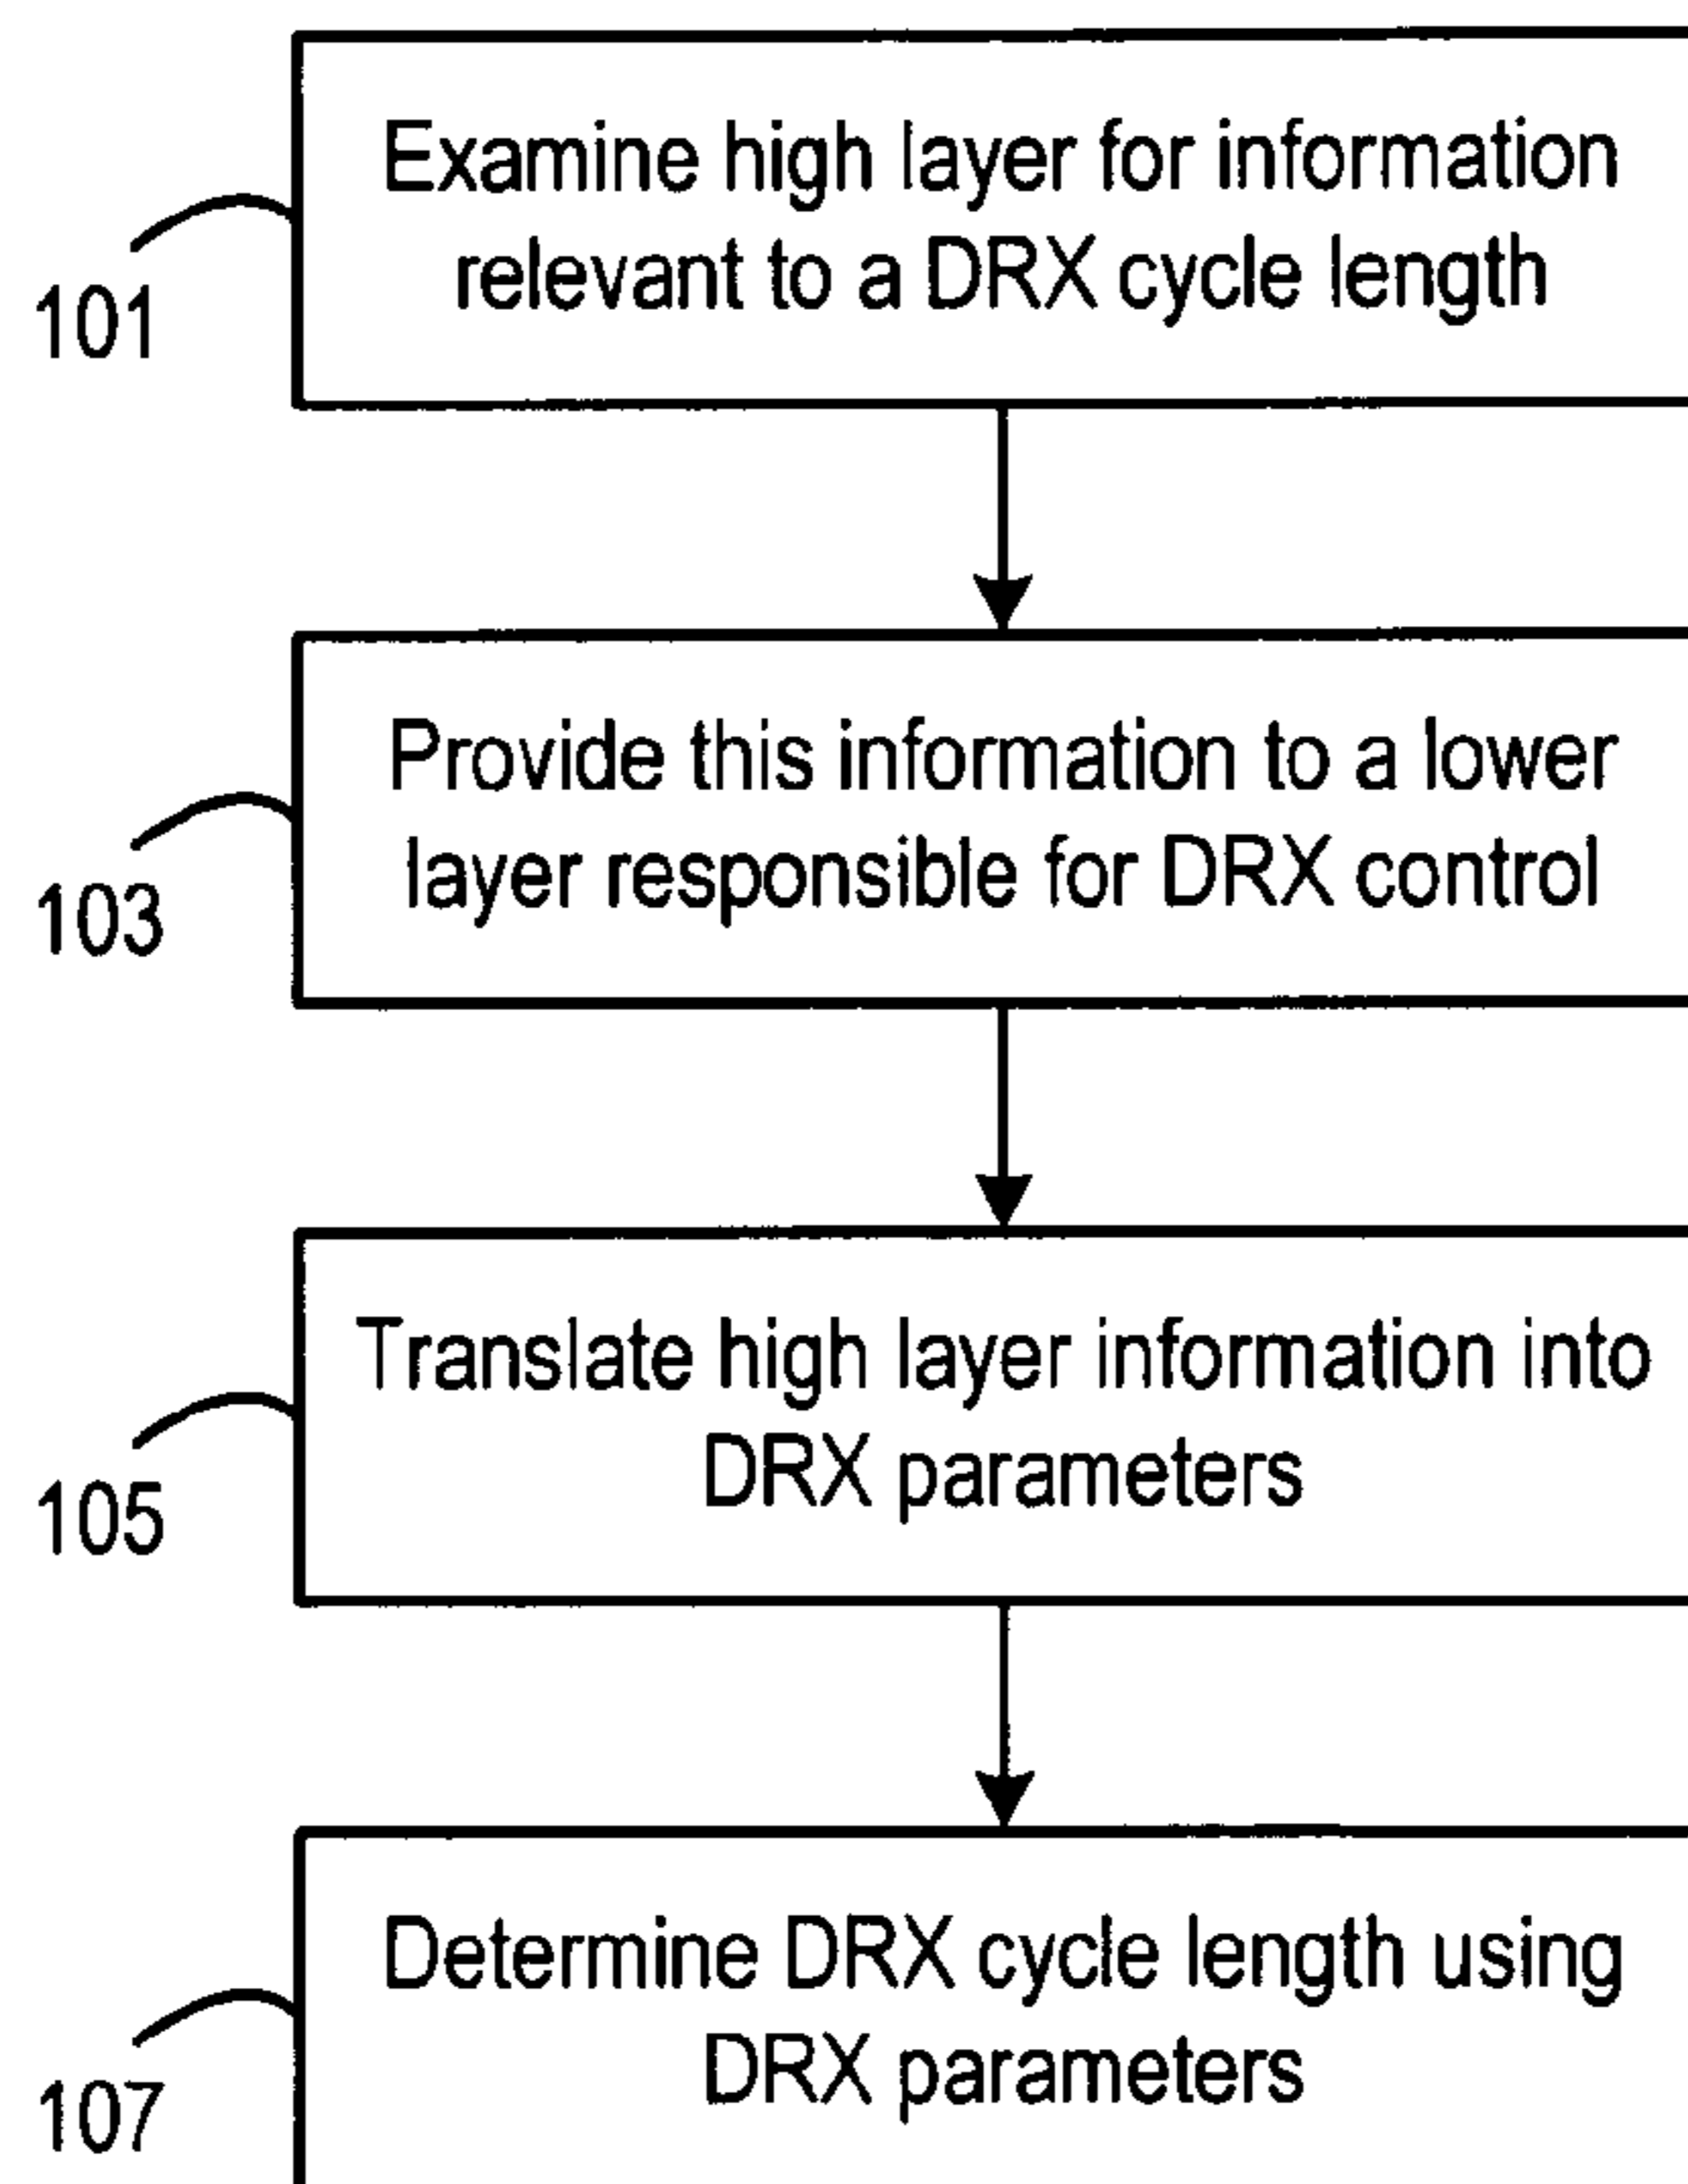 Examine high layer for information
relevant to a DRX cycle length
101
Provide this information to a lower
layer responsible for DRX control
103
Translate high layer information into
DRX parameters
105
Determine DRX cycle length using
DRX parameters
107